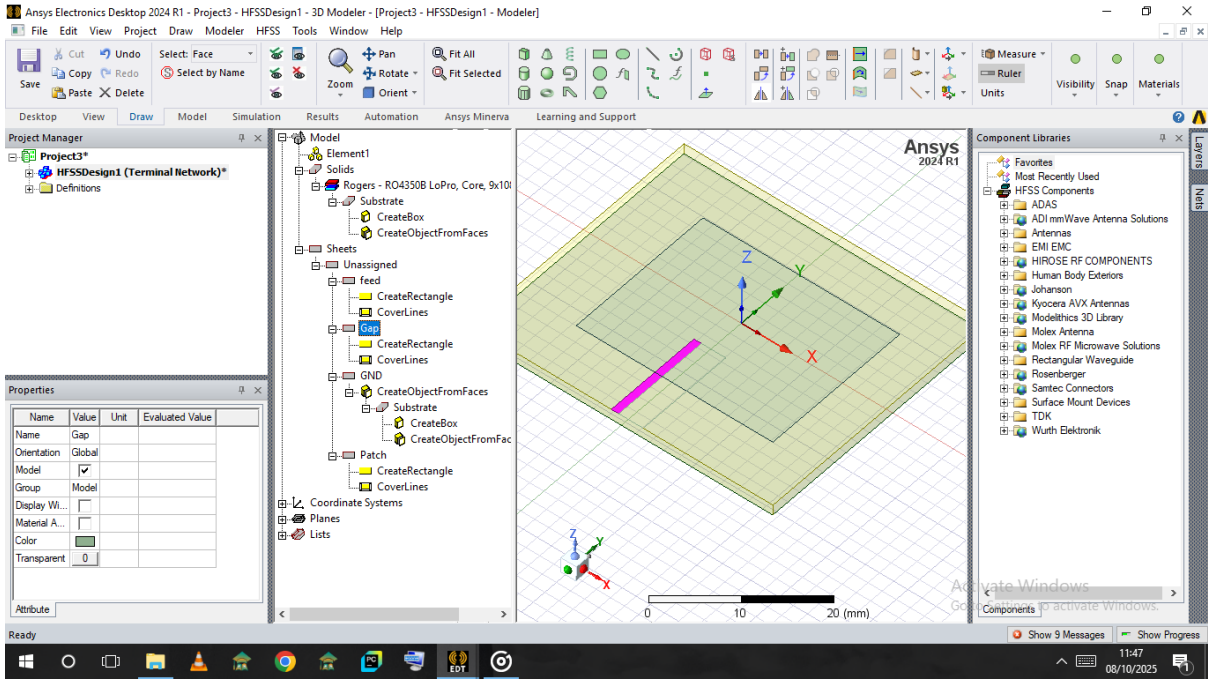 Ansys Electronics Desktop 2024 R1 - Project3 - HFSSDesign1 - 3D Modeler - [Project3 - HFSSDesign1 - Modeler]
File Edit View Project Draw Modeler HFSS Tools Window Help
Save
Cut
Copy
Paste
Undo
Redo
Delete
Select: Face
Select by Name
Zoom
Pan
Rotate
Orient
Fit All
Fit Selected
Measure
Ruler
Units
Visibility
Snap
Materials
Desktop View Draw Model Simulation Results Automation Ansys Minerva Learning and Support
Project Manager
Project3*
HFSSDesign1 (Terminal Network)*
Definitions
Properties
Name Value Unit Evaluated Value
Name Gap
Orientation Global
Model
Group Model
Display Wi...
Material A...
Color
Transparent 0
Attribute
Model
Element1
Solids
Rogers - RO4350B LoPro, Core, 9x10
Substrate
CreateBox
CreateObjectFromFaces
Sheets
Unassigned
feed
CreateRectangle
CoverLines
Gap
CreateRectangle
CoverLines
GND
CreateObjectFromFaces
Substrate
CreateBox
CreateObjectFromFac
Patch
CreateRectangle
CoverLines
Coordinate Systems
Planes
Lists
Ansys
2024 R1
Z
Y
X
Z
Y
X
0 10 20 (mm)
Component Libraries
Favorites
Most Recently Used
HFSS Components
ADAS
ADI mmWave Antenna Solutions
Antennas
EMI EMC
HIROSE RF COMPONENTS
Human Body Exteriors
Johanson
Kyocera AVX Antennas
Modelithics 3D Library
Molex Antenna
Molex RF Microwave Solutions
Rectangular Waveguide
Rosenberger
Samtec Connectors
Surface Mount Devices
TDK
Wurth Elektronik
Components
Layers
Nets
Activate Windows
Go to Settings to activate Windows.
Ready
Show 9 Messages
Show Progress
PC
EDT
11:47
08/10/2025
1